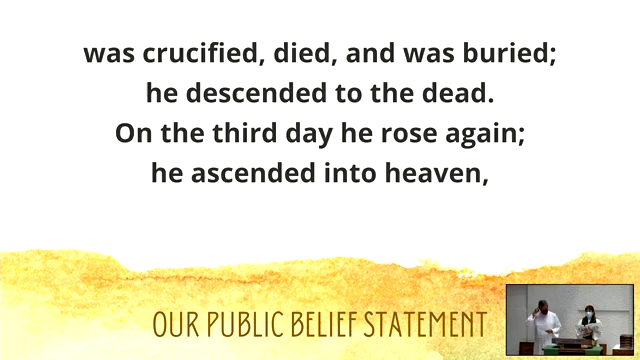 was crucified, died, and was buried;
he descended to the dead.
On the third day he rose again;
he ascended into heaven,
OUR PUBLIC BELIEF STATEMENT